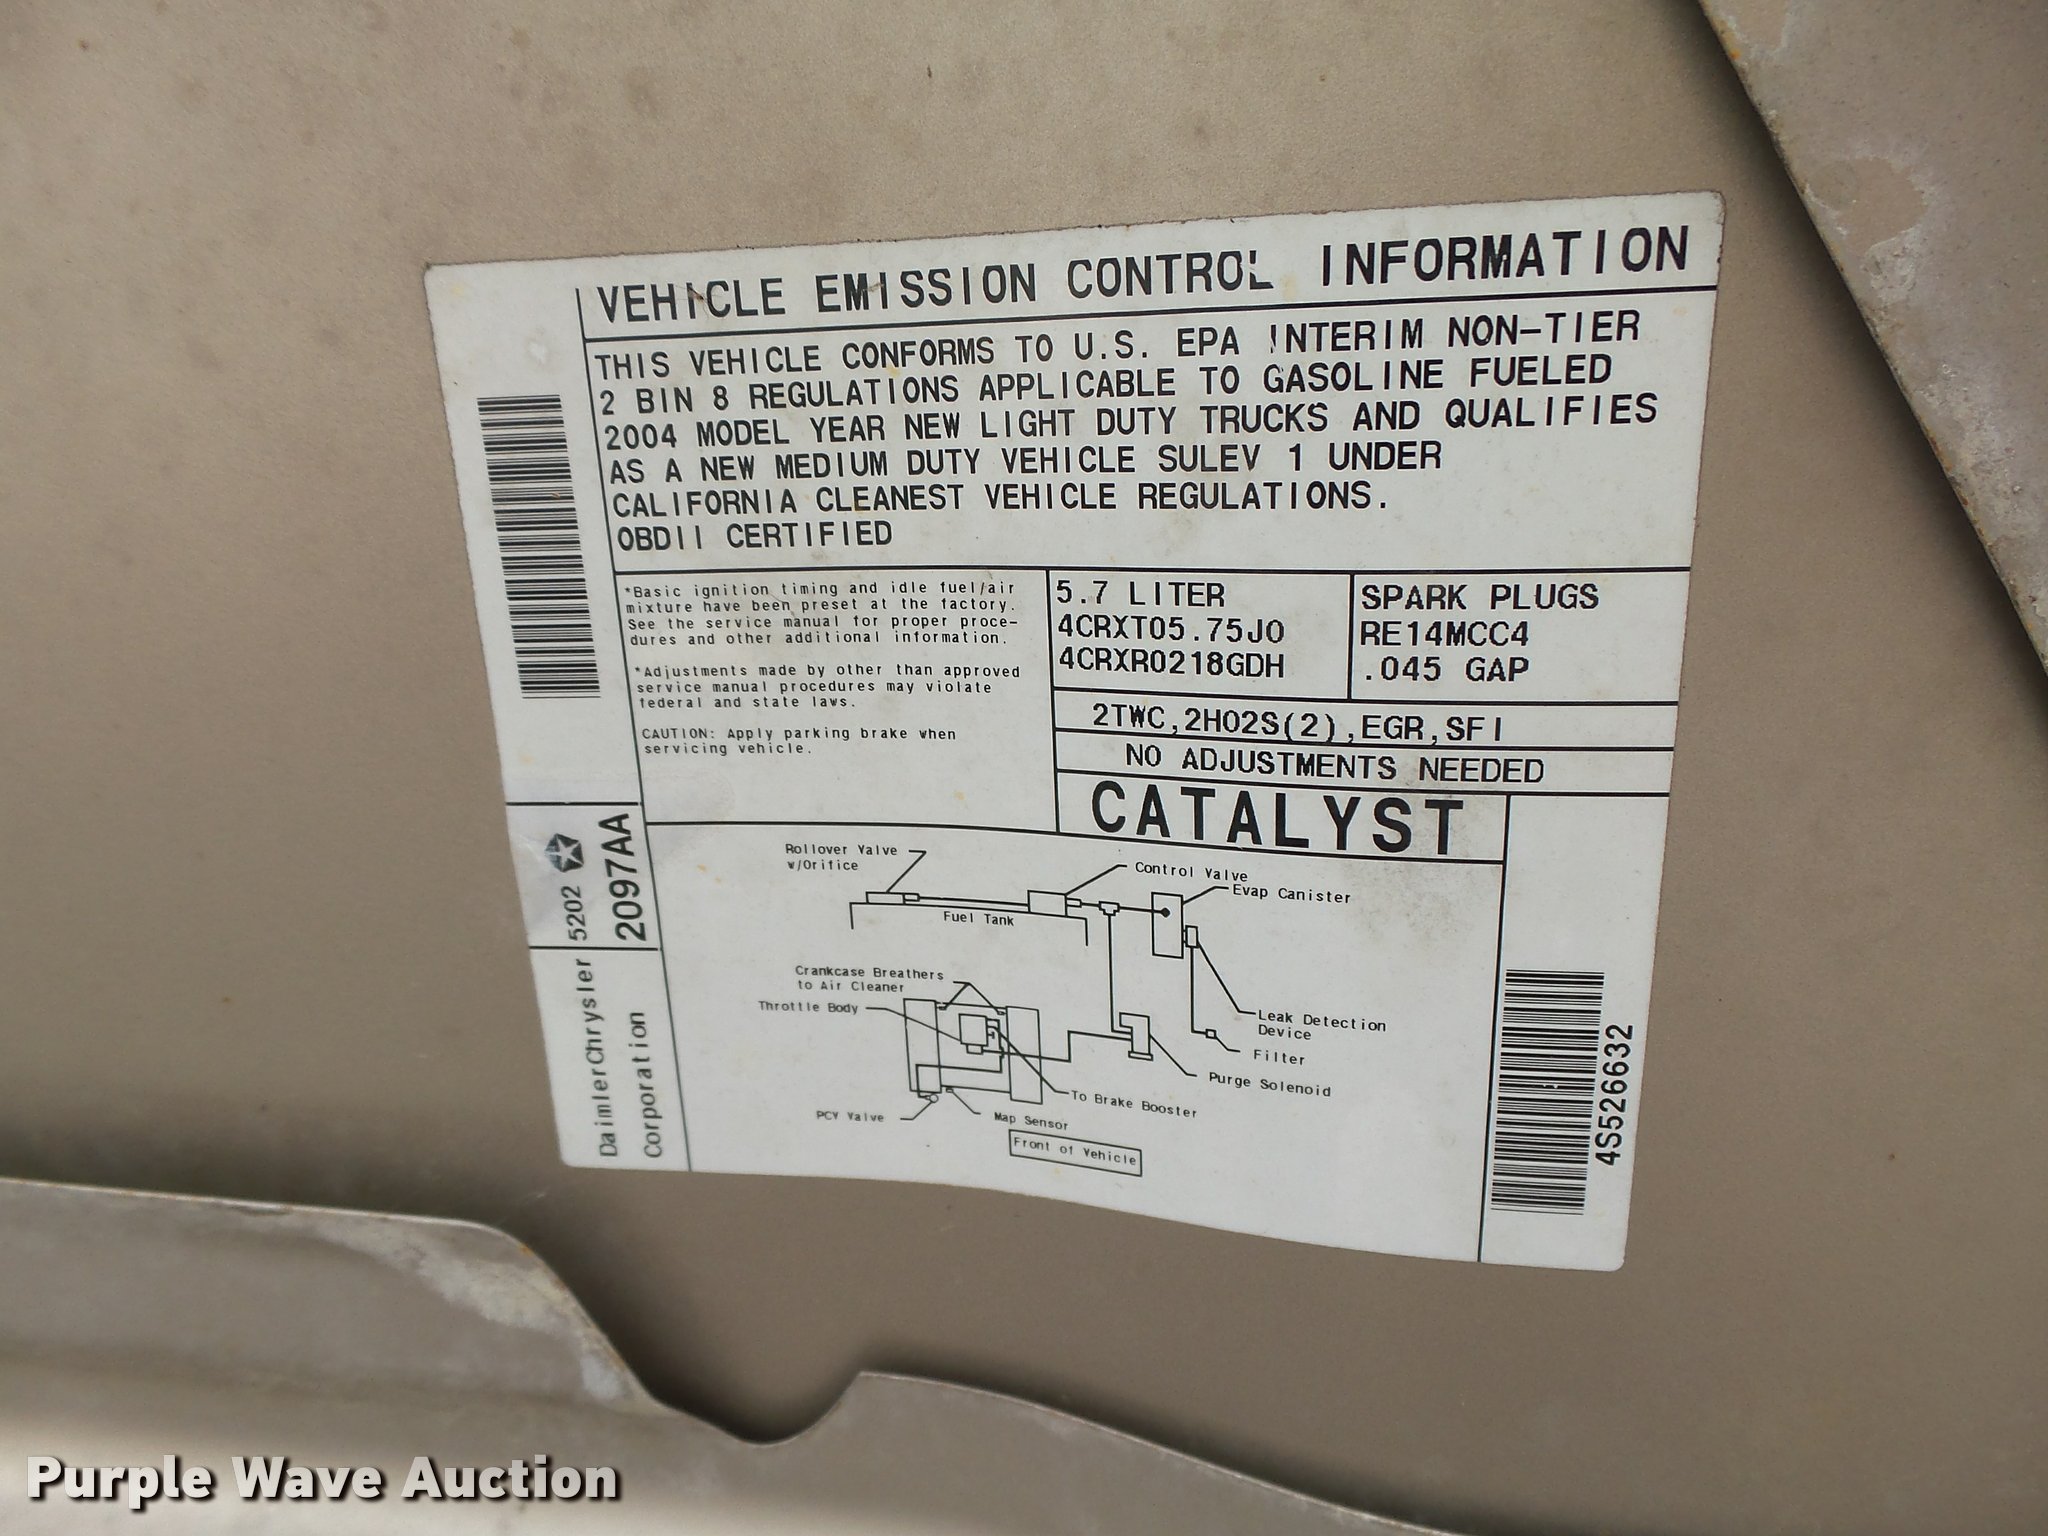 VEHICLE EMISSION CONTROL INFORMATION
THIS VEHICLE CONFORMS TO U.S. EPA INTERIM NON-TIER
2 BIN 8 REGULATIONS APPLICABLE TO GASOLINE FUELED
2004 MODEL YEAR NEW LIGHT DUTY TRUCKS AND QUALIFIES
AS A NEW MEDIUM DUTY VEHICLE SULEV 1 UNDER
CALIFORNIA CLEANEST VEHICLE REGULATIONS.
OBDII CERTIFIED
*Basic ignition timing and idle fuel/air
mixture have been preset at the factory.
See the service manual for proper proce-
dures and other additional information.
*Adjustments made by other than approved
service manual procedures may violate
federal and state laws.
CAUTION: Apply parking brake when
servicing vehicle.
5.7 LITER
4CRXT05.75J0
4CRXR0218GDH
SPARK PLUGS
RE14MCC4
.045 GAP
2TWC,2HO2S(2),EGR,SFI
NO ADJUSTMENTS NEEDED
CATALYST
Rollover Valve
w/Orifice
Control Valve
Evap Canister
Fuel Tank
Crankcase Breathers
to Air Cleaner
Throttle Body
Leak Detection
Device
Filter
Purge Solenoid
To Brake Booster
PCV Valve
Map Sensor
Front of Vehicle
DaimlerChrysler
Corporation
5202
2097AA
4S526632
Purple Wave Auction